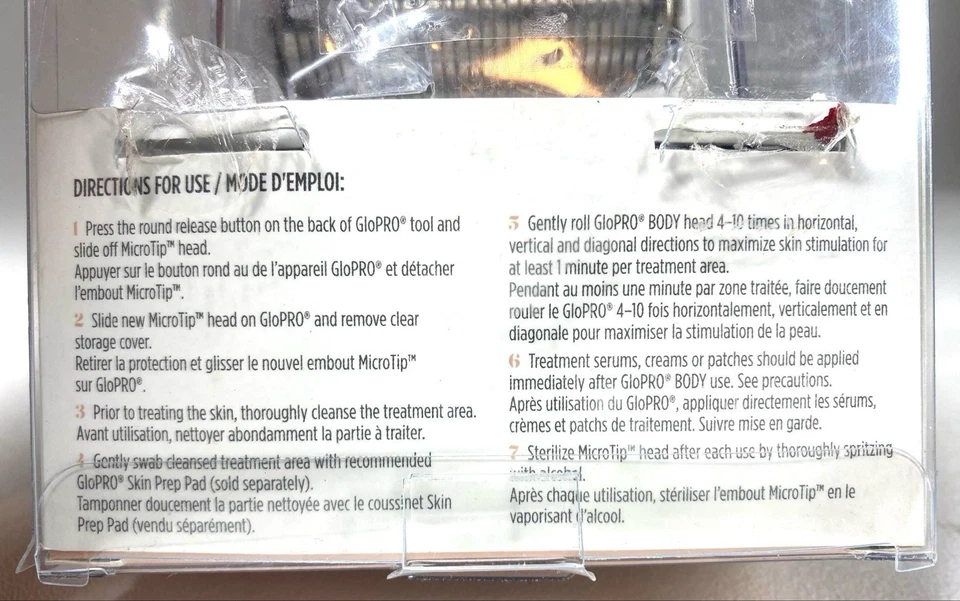 DIRECTIONS FOR USE / MODE D'EMPLOI:
1 Press the round release button on the back of GloPRO® tool and
slide off MicroTip™ head.
Appuyer sur le bouton rond au de l'appareil GloPRO® et détacher
l'embout MicroTip™.
2 Slide new MicroTip™ head on GloPRO® and remove clear
storage cover.
Retirer la protection et glisser le nouvel embout MicroTip™
sur GloPRO®.
3 Prior to treating the skin, thoroughly cleanse the treatment area.
Avant utilisation, nettoyer abondamment la partie à traiter.
4 Gently swab cleansed treatment area with recommended
GloPRO® Skin Prep Pad (sold separately).
Tamponner doucement la partie nettoyée avec le coussinet Skin
Prep Pad (vendu séparément).
5 Gently roll GloPRO® BODY head 4–10 times in horizontal,
vertical and diagonal directions to maximize skin stimulation for
at least 1 minute per treatment area.
Pendant au moins une minute par zone traitée, faire doucement
rouler le GloPRO® 4–10 fois horizontalement, verticalement et en
diagonale pour maximiser la stimulation de la peau.
6 Treatment serums, creams or patches should be applied
immediately after GloPRO® BODY use. See precautions.
Après utilisation du GloPRO®, appliquer directement les sérums,
crèmes et patchs de traitement. Suivre mise en garde.
7 Sterilize MicroTip™ head after each use by thoroughly spritzing
with alcohol.
Après chaque utilisation, stériliser l'embout MicroTip™ en le
vaporisant d'alcool.